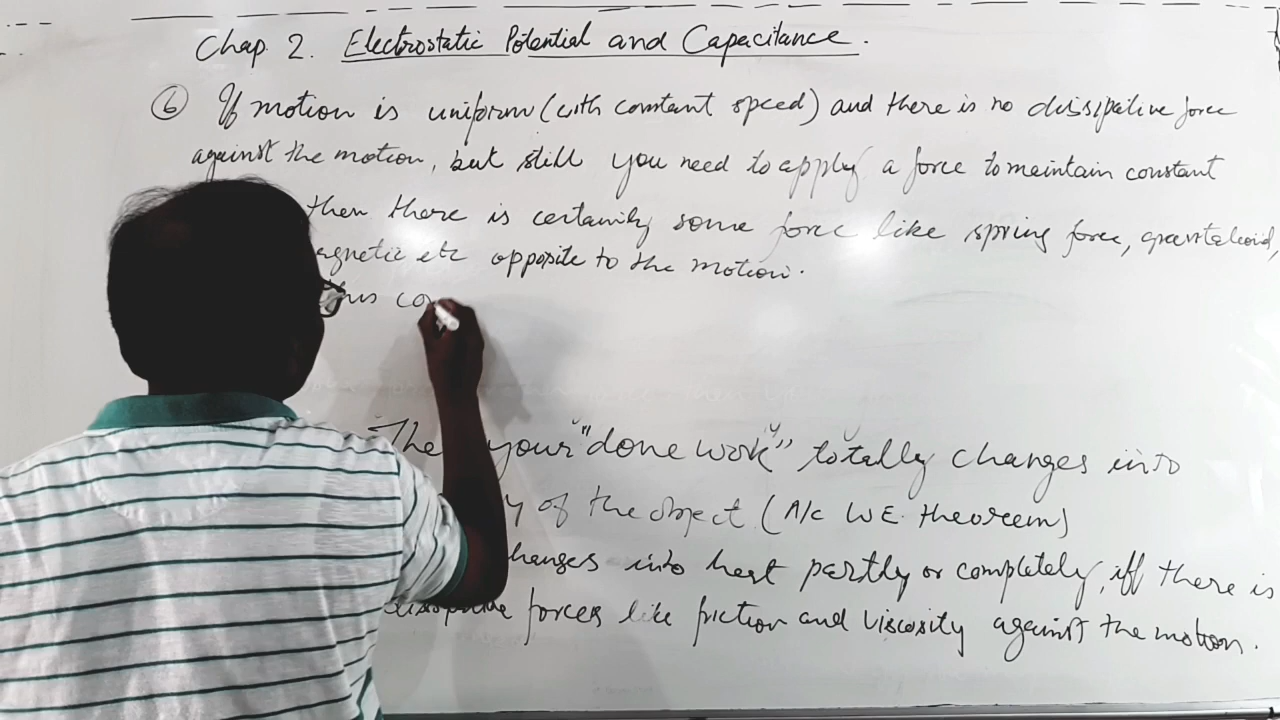 Chap 2. Electrostatic Potential and Capacitance.
⑥ If motion is uniform (with constant speed) and there is no dissipative force
against the motion, but still you need to apply a force to maintain constant
then there is certainly some force like spring force,
agnetic etc opposite to the motion.
this co
The your "done work" totally changes into
y of the object (A/c W.E. theorem)
hanges into heat partly or completely, iff there is
dissipative forces like friction and viscosity against the motion.